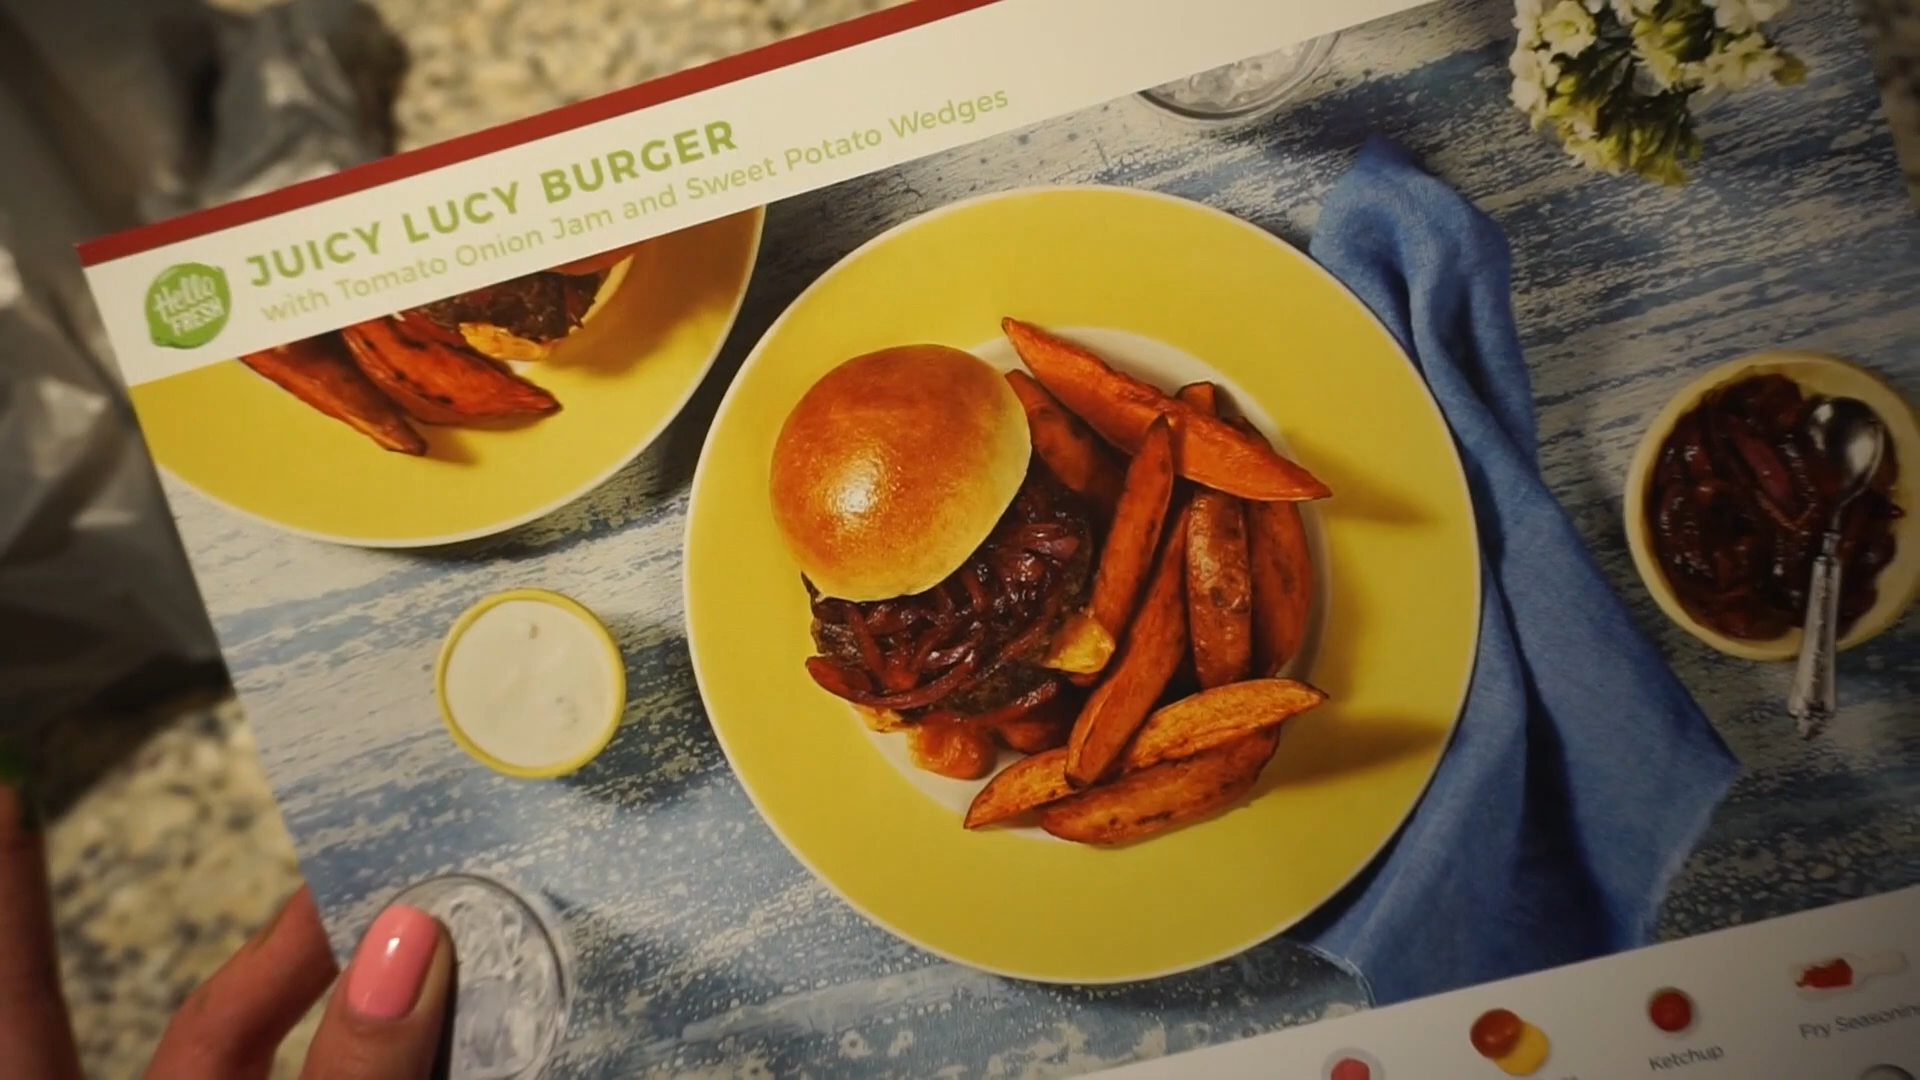 JUICY LUCY BURGER
with Tomato Onion Jam and Sweet Potato Wedges
Hello
FRESH
Ketchup
Fry Seasoning